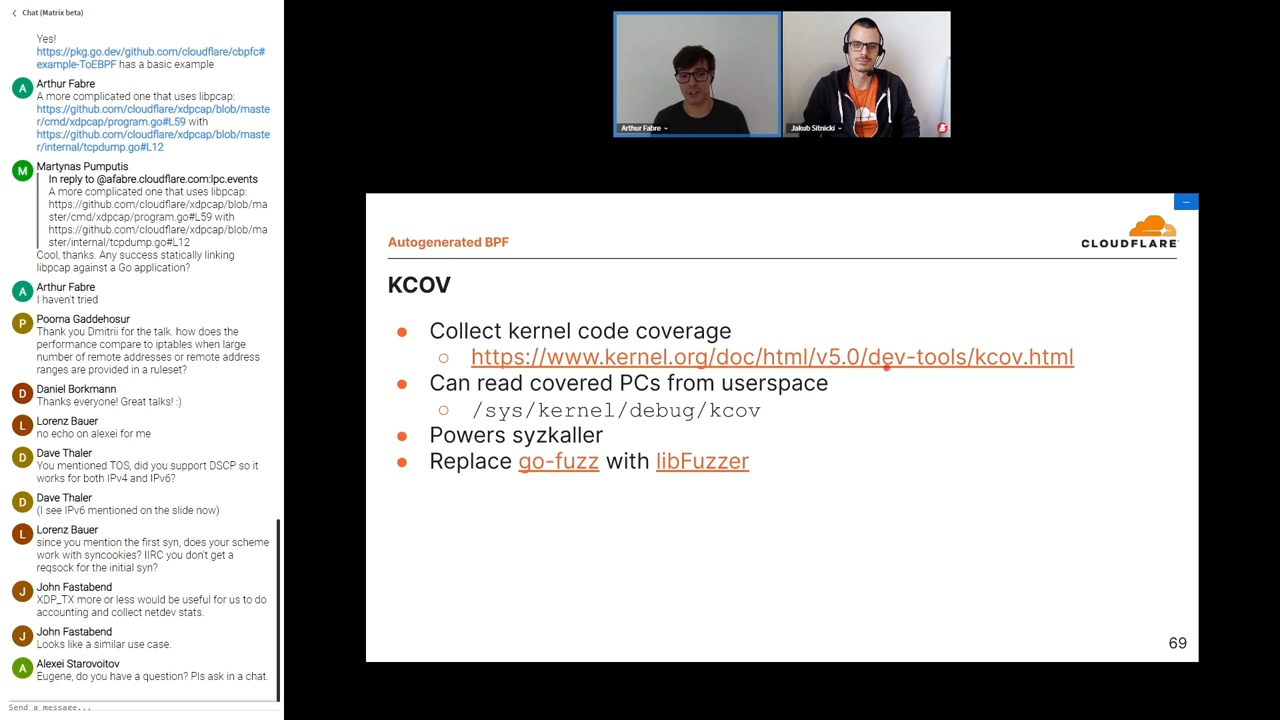 Chat (Matrix beta)
Yes!
https://pkg.go.dev/github.com/cloudflare/cbpfc#
example-ToEBPF has a basic example
A
Arthur Fabre
A more complicated one that uses libpcap:
https://github.com/cloudflare/xdpcap/blob/maste
r/cmd/xdpcap/program.go#L59 with
https://github.com/cloudflare/xdpcap/blob/maste
r/internal/tcpdump.go#L12
M
Martynas Pumputis
In reply to @afabre.cloudflare.com:lpc.events
A more complicated one that uses libpcap:
https://github.com/cloudflare/xdpcap/blob/ma
ster/cmd/xdpcap/program.go#L59 with
https://github.com/cloudflare/xdpcap/blob/ma
ster/internal/tcpdump.go#L12
Cool, thanks. Any success statically linking
libpcap against a Go application?
A
Arthur Fabre
I haven't tried
P
Poorna Gaddehosur
Thank you Dmitrii for the talk. how does the
performance compare to iptables when large
number of remote addresses or remote address
ranges are provided in a ruleset?
D
Daniel Borkmann
Thanks everyone! Great talks! :)
L
Lorenz Bauer
no echo on alexei for me
D
Dave Thaler
You mentioned TOS, did you support DSCP so it
works for both IPv4 and IPv6?
D
Dave Thaler
(I see IPv6 mentioned on the slide now)
L
Lorenz Bauer
since you mention the first syn, does your scheme
work with syncookies? IIRC you don't get a
reqsock for the initial syn?
J
John Fastabend
XDP_TX more or less would be useful for us to do
accounting and collect netdev stats.
J
John Fastabend
Looks like a similar use case.
A
Alexei Starovoitov
Eugene, do you have a question? Pls ask in a chat.
Send a message...
Arthur Fabre
Jakub Sitnicki
Autogenerated BPF
CLOUDFLARE
KCOV
Collect kernel code coverage
https://www.kernel.org/doc/html/v5.0/dev-tools/kcov.html
Can read covered PCs from userspace
/sys/kernel/debug/kcov
Powers syzkaller
Replace go-fuzz with libFuzzer
69